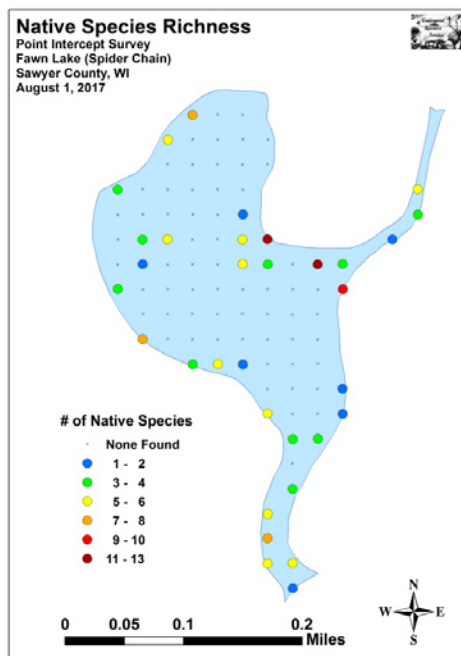 Native Species Richness
Point Intercept Survey
Fawn Lake (Spider Chain)
Sawyer County, WI
August 1, 2017
# of Native Species
None Found
1 - 2
3 - 4
5 - 6
7 - 8
9 - 10
11 - 13
0 0.05 0.1 0.2
Miles
N
W E
S